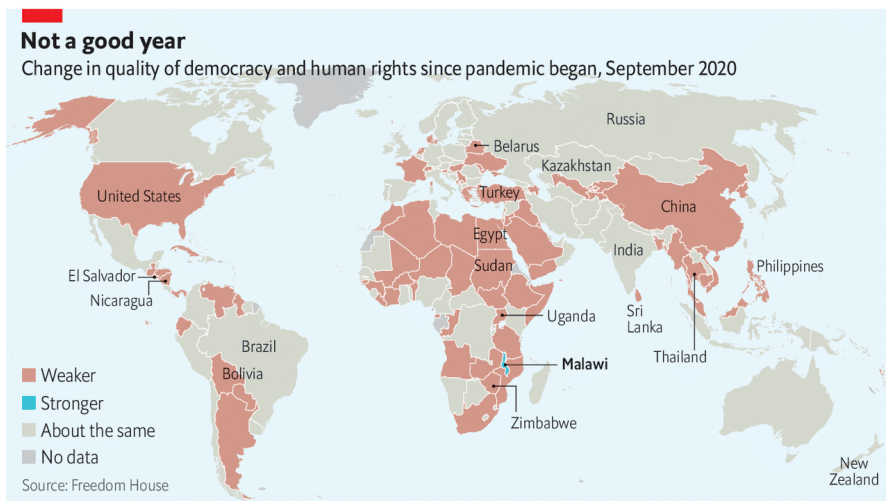 Not a good year
Change in quality of democracy and human rights since pandemic began, September 2020
Russia
Belarus
Kazakhstan
United States
Turkey
China
Egypt
India
Sudan
El Salvador
Philippines
Nicaragua
Uganda
Sri
Lanka
Brazil
Thailand
Malawi
Bolivia
Zimbabwe
Weaker
Stronger
About the same
No data
New
Zealand
Source: Freedom House